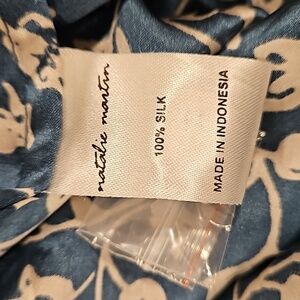 natalie martin
100% SILK
MADE IN INDONESIA